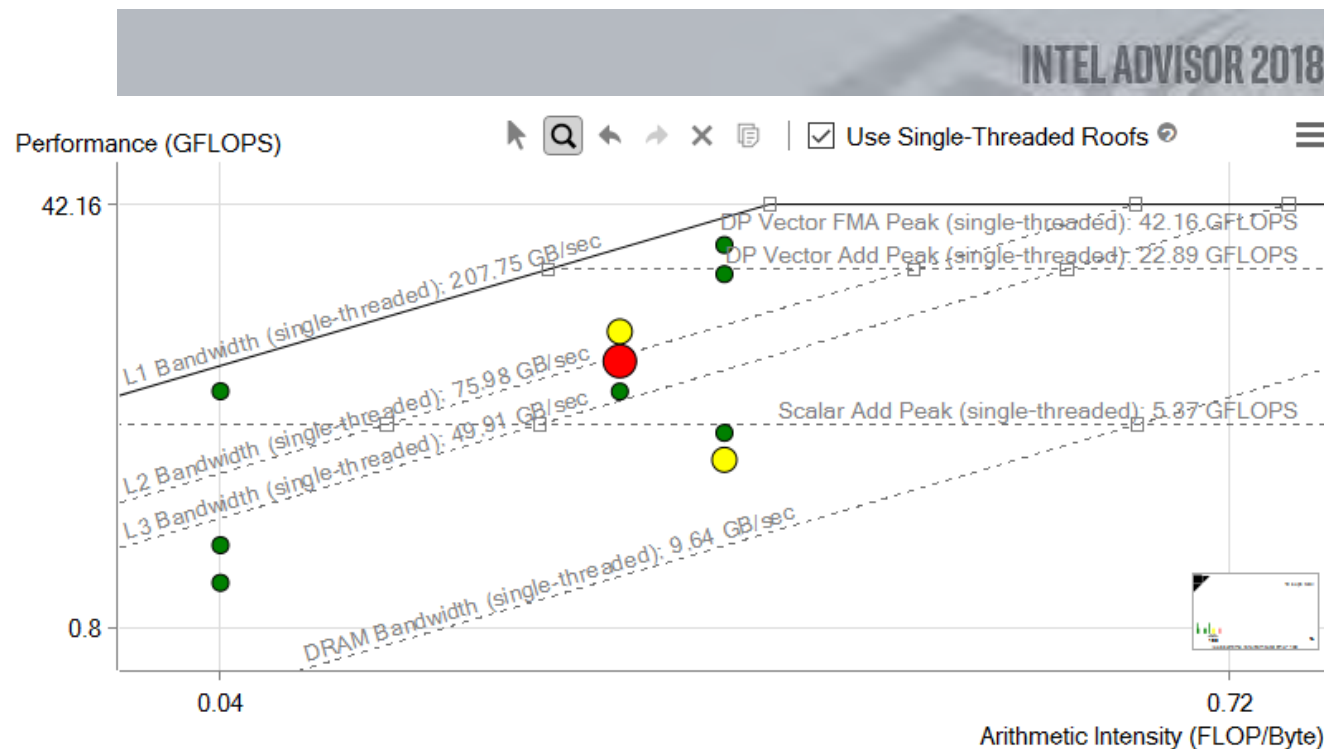 INTEL ADVISOR 2018
Performance (GFLOPS)
Use Single-Threaded Roofs
42.16
DP Vector FMA Peak (single-threaded): 42.16 GFLOPS
DP Vector Add Peak (single-threaded): 22.89 GFLOPS
L1 Bandwidth (single-threaded): 207.75 GB/sec
L2 Bandwidth (single-threaded): 75.98 GB/sec
L3 Bandwidth (single-threaded): 49.91 GB/sec
Scalar Add Peak (single-threaded): 5.37 GFLOPS
DRAM Bandwidth (single-threaded): 9.64 GB/sec
0.8
0.04
0.72
Arithmetic Intensity (FLOP/Byte)